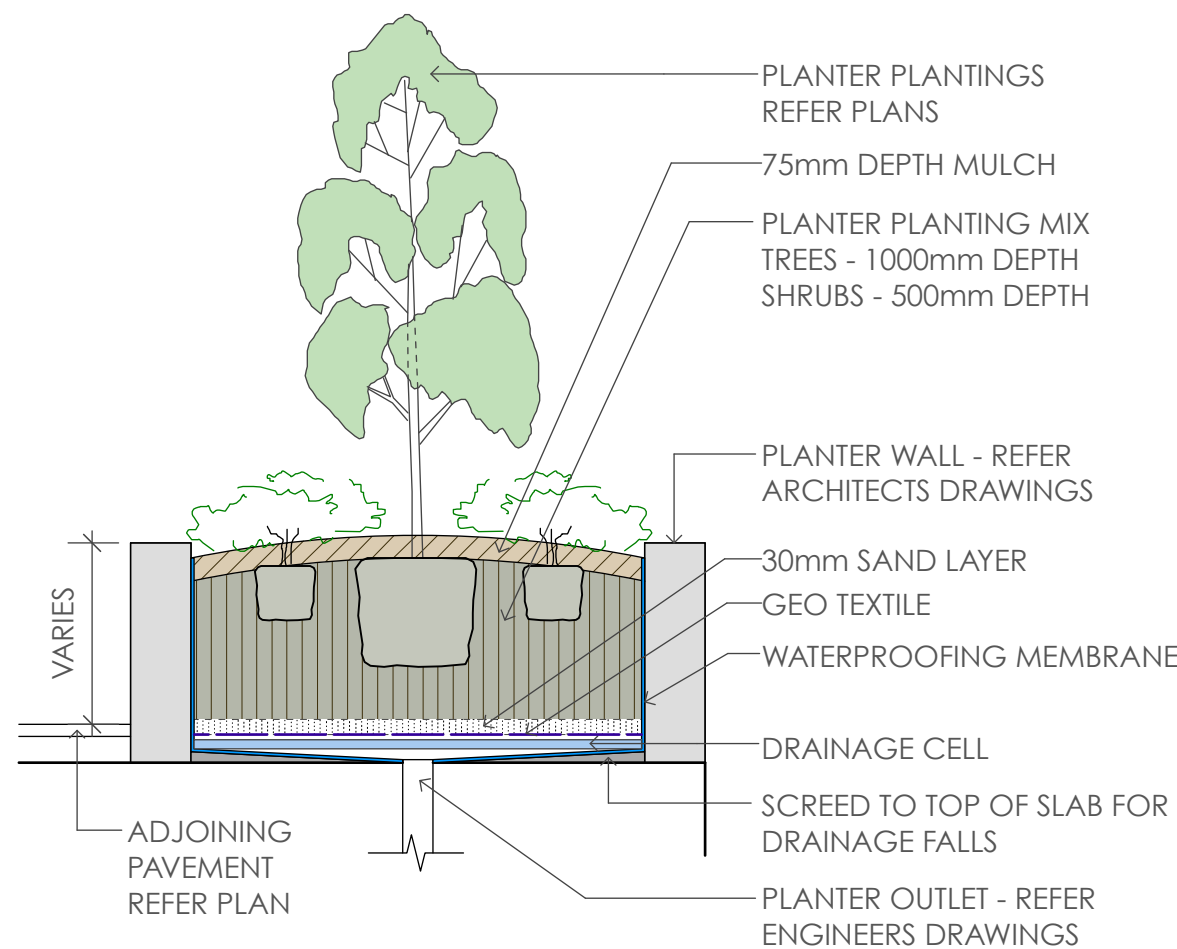 PLANTER PLANTINGS
REFER PLANS
75mm DEPTH MULCH
PLANTER PLANTING MIX
TREES - 1000mm DEPTH
SHRUBS - 500mm DEPTH
PLANTER WALL - REFER
ARCHITECTS DRAWINGS
30mm SAND LAYER
GEO TEXTILE
WATERPROOFING MEMBRANE
DRAINAGE CELL
SCREED TO TOP OF SLAB FOR
DRAINAGE FALLS
PLANTER OUTLET - REFER
ENGINEERS DRAWINGS
VARIES
ADJOINING
PAVEMENT
REFER PLAN